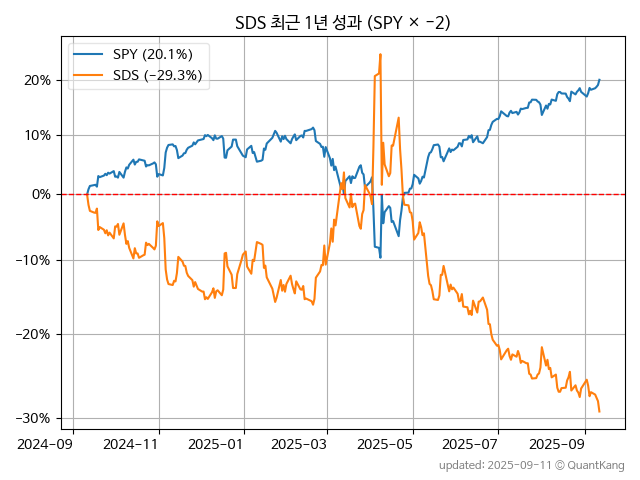 SDS 최근 1년 성과 (SPY × -2)
SPY (20.1%)
SDS (-29.3%)
20%
10%
0%
-10%
-20%
-30%
2024-09 2024-11 2025-01 2025-03 2025-05 2025-07 2025-09
updated: 2025-09-11 © QuantKang